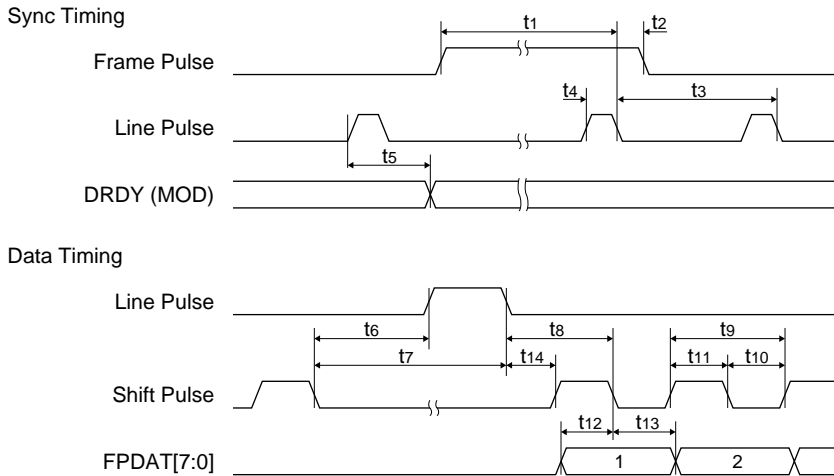 Sync Timing
t1 t2
Frame Pulse
t4 t3
Line Pulse
t5
DRDY (MOD)
Data Timing
Line Pulse
t6 t8 t9
t7 t14 t11 t10
Shift Pulse
t12 t13
FPDAT[7:0] 1 2